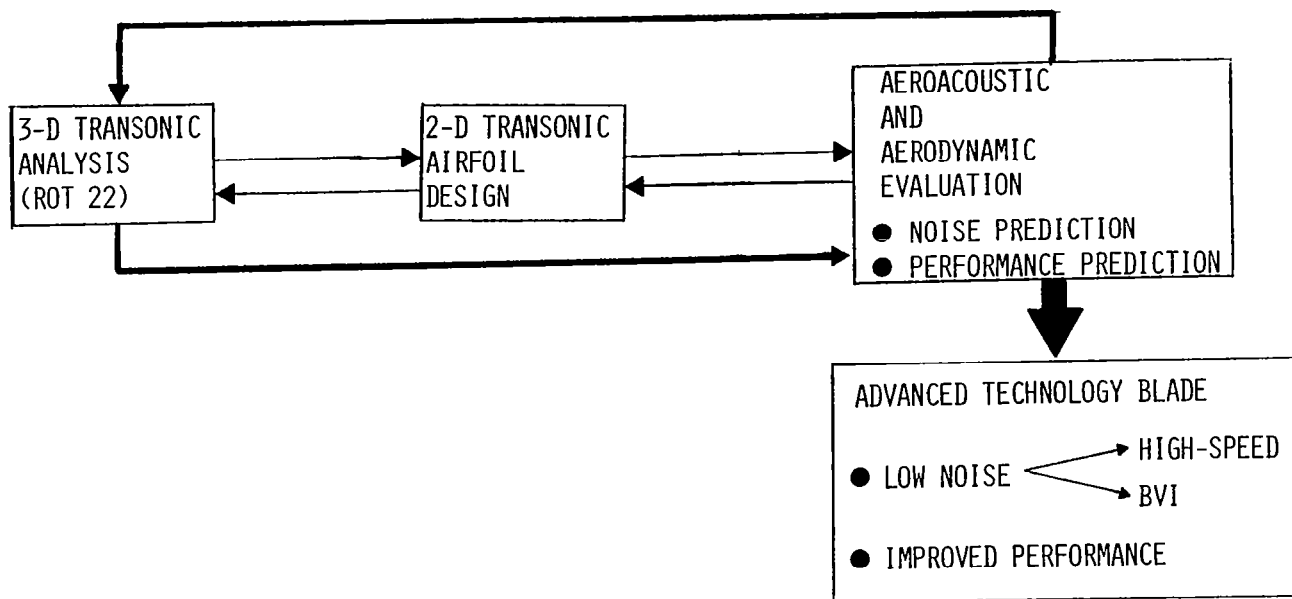 3-D TRANSONIC
ANALYSIS
(ROT 22)
2-D TRANSONIC
AIRFOIL
DESIGN
AEROACOUSTIC
AND
AERODYNAMIC
EVALUATION
● NOISE PREDICTION
● PERFORMANCE PREDICTION
ADVANCED TECHNOLOGY BLADE
● LOW NOISE
HIGH-SPEED
BVI
● IMPROVED PERFORMANCE